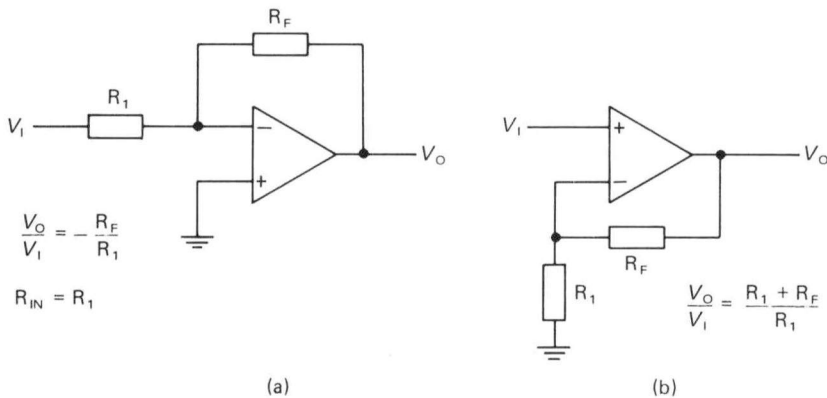 R_F
R_1
V_I
−
+
V_O
V_O/V_I = − R_F/R_1
R_IN = R_1
(a)
V_I
+
−
V_O
R_F
R_1
V_O/V_I = (R_1 + R_F)/R_1
(b)